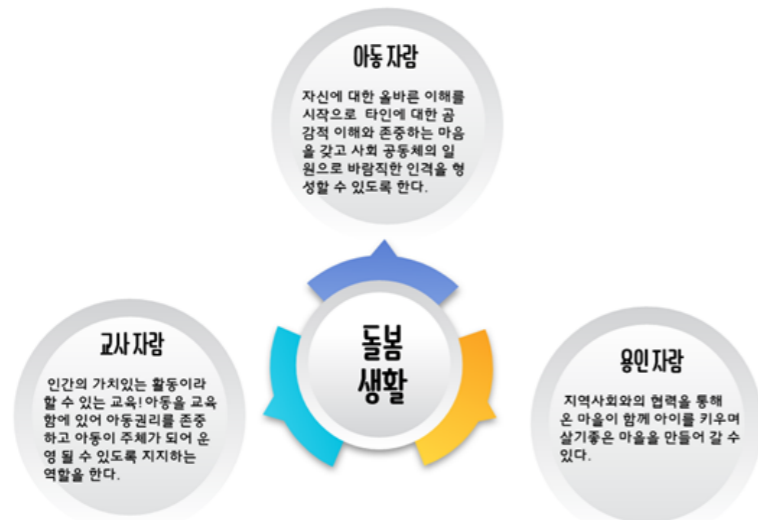 아동 자람
자신에 대한 올바른 이해를
시작으로 타인에 대한 공
감적 이해와 존중하는 마음
을 갖고 사회 공동체의 일
원으로 바람직한 인격을 형
성할 수 있도록 한다.
돌봄
생활
교사 자람
인간의 가치있는 활동이라
할 수 있는 교육! 아동을 교육
함에 있어 아동권리를 존중
하고 아동이 주체가 되어 운
영 될 수 있도록 지지하는
역할을 한다.
용인 자람
지역사회와의 협력을 통해
온 마을이 함께 아이를 키우며
살기좋은 마을을 만들어 갈 수
있다.